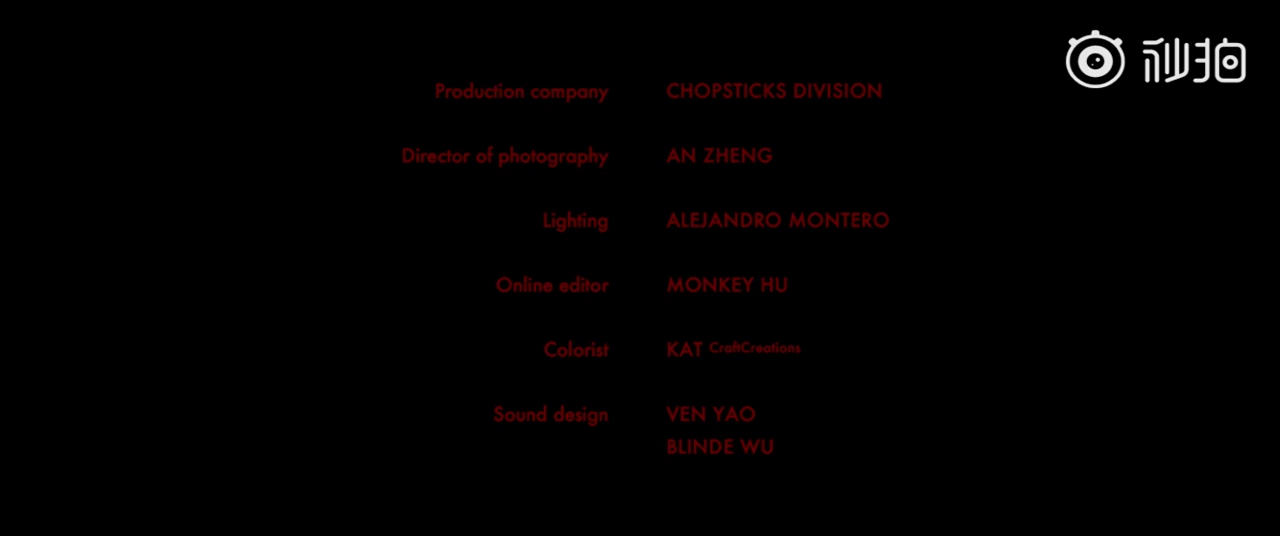 秒拍
Production company CHOPSTICKS DIVISION
Director of photography AN ZHENG
Lighting ALEJANDRO MONTERO
Online editor MONKEY HU
Colorist KAT CraftCreations
Sound design VEN YAO
BLINDE WU